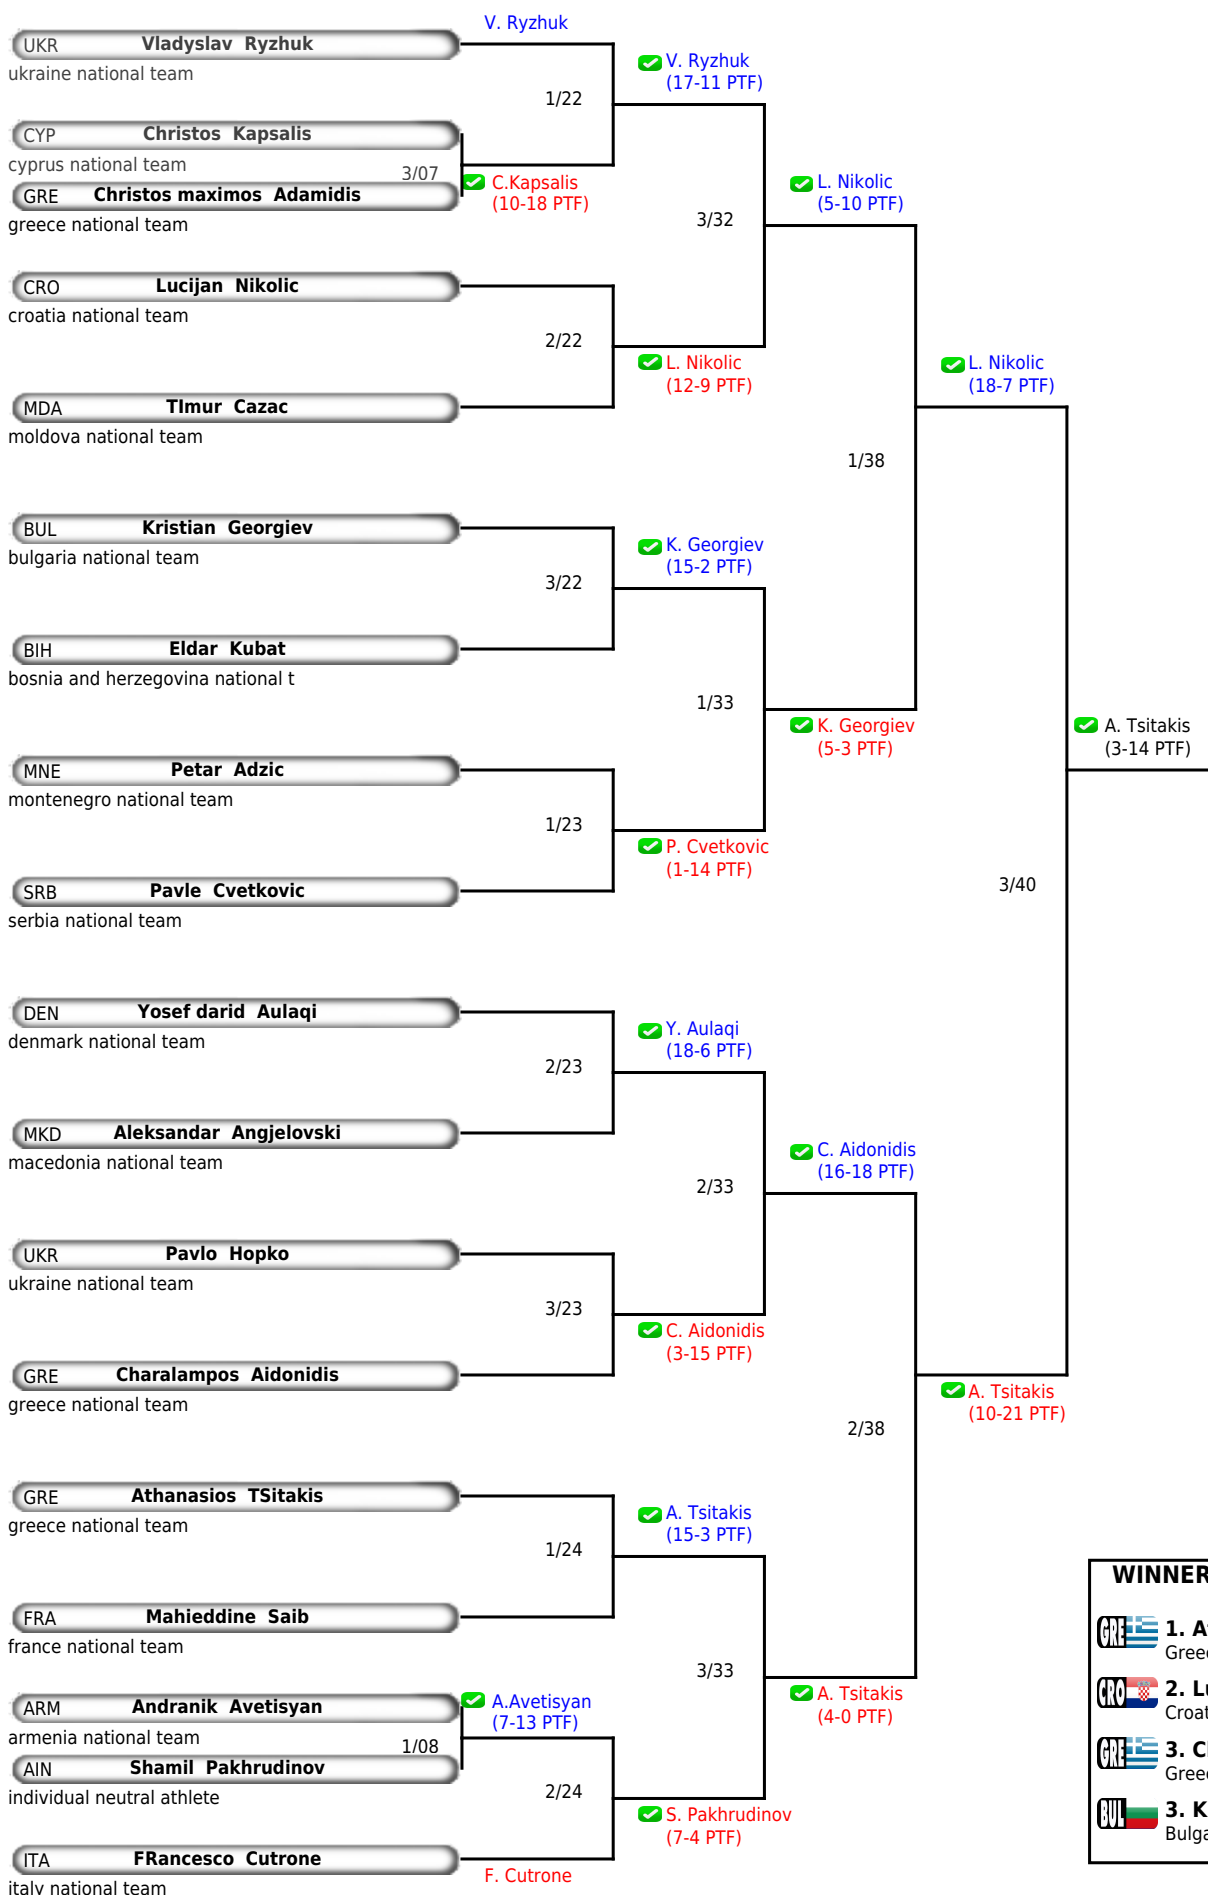 V. Ryzhuk
UKR Vladyslav Ryzhuk
ukraine national team
V. Ryzhuk
(17-11 PTF)
1/22
CYP Christos Kapsalis
cyprus national team
3/07
C.Kapsalis
(10-18 PTF)
GRE Christos maximos Adamidis
greece national team
L. Nikolic
(5-10 PTF)
3/32
CRO Lucijan Nikolic
croatia national team
2/22
L. Nikolic
(12-9 PTF)
L. Nikolic
(18-7 PTF)
MDA TImur Cazac
moldova national team
1/38
BUL Kristian Georgiev
bulgaria national team
K. Georgiev
(15-2 PTF)
3/22
BIH Eldar Kubat
bosnia and herzegovina national t
1/33
K. Georgiev
(5-3 PTF)
A. Tsitakis
(3-14 PTF)
MNE Petar Adzic
montenegro national team
1/23
P. Cvetkovic
(1-14 PTF)
SRB Pavle Cvetkovic
serbia national team
3/40
DEN Yosef darid Aulaqi
denmark national team
Y. Aulaqi
(18-6 PTF)
2/23
MKD Aleksandar Angjelovski
macedonia national team
C. Aidonidis
(16-18 PTF)
2/33
UKR Pavlo Hopko
ukraine national team
3/23
C. Aidonidis
(3-15 PTF)
GRE Charalampos Aidonidis
greece national team
A. Tsitakis
(10-21 PTF)
2/38
GRE Athanasios TSitakis
greece national team
A. Tsitakis
(15-3 PTF)
1/24
FRA Mahieddine Saib
france national team
3/33
A. Tsitakis
(4-0 PTF)
ARM Andranik Avetisyan
armenia national team
1/08
A.Avetisyan
(7-13 PTF)
AIN Shamil Pakhrudinov
individual neutral athlete
2/24
S. Pakhrudinov
(7-4 PTF)
ITA FRancesco Cutrone
italy national team
F. Cutrone
WINNER
GRE 1. A
Gree
CRO 2. Lu
Croat
GRE 3. C
Gree
BUL 3. K
Bulga